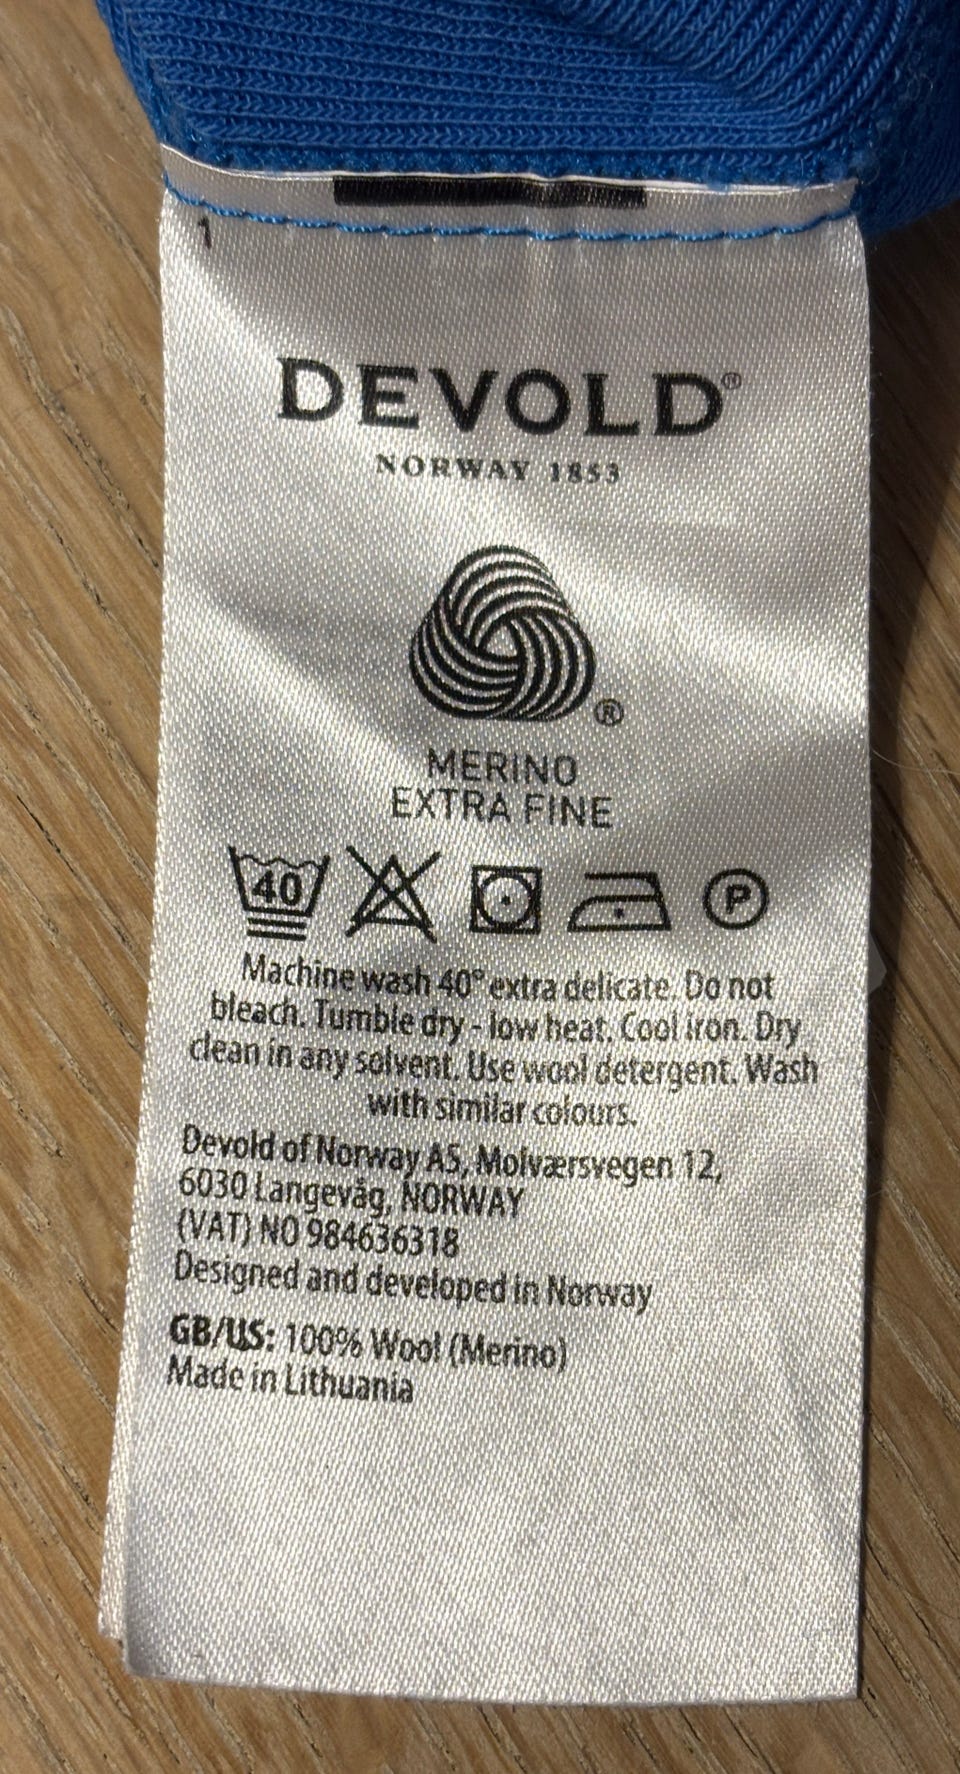 1
DEVOLD®
NORWAY 1853
®
MERINO
EXTRA FINE
40 P
Machine wash 40° extra delicate. Do not
bleach. Tumble dry - low heat. Cool iron. Dry
clean in any solvent. Use wool detergent. Wash
with similar colours.
Devold of Norway AS, Molværsvegen 12,
6030 Langevåg, NORWAY
(VAT) NO 984636318
Designed and developed in Norway
GB/US: 100% Wool (Merino)
Made in Lithuania